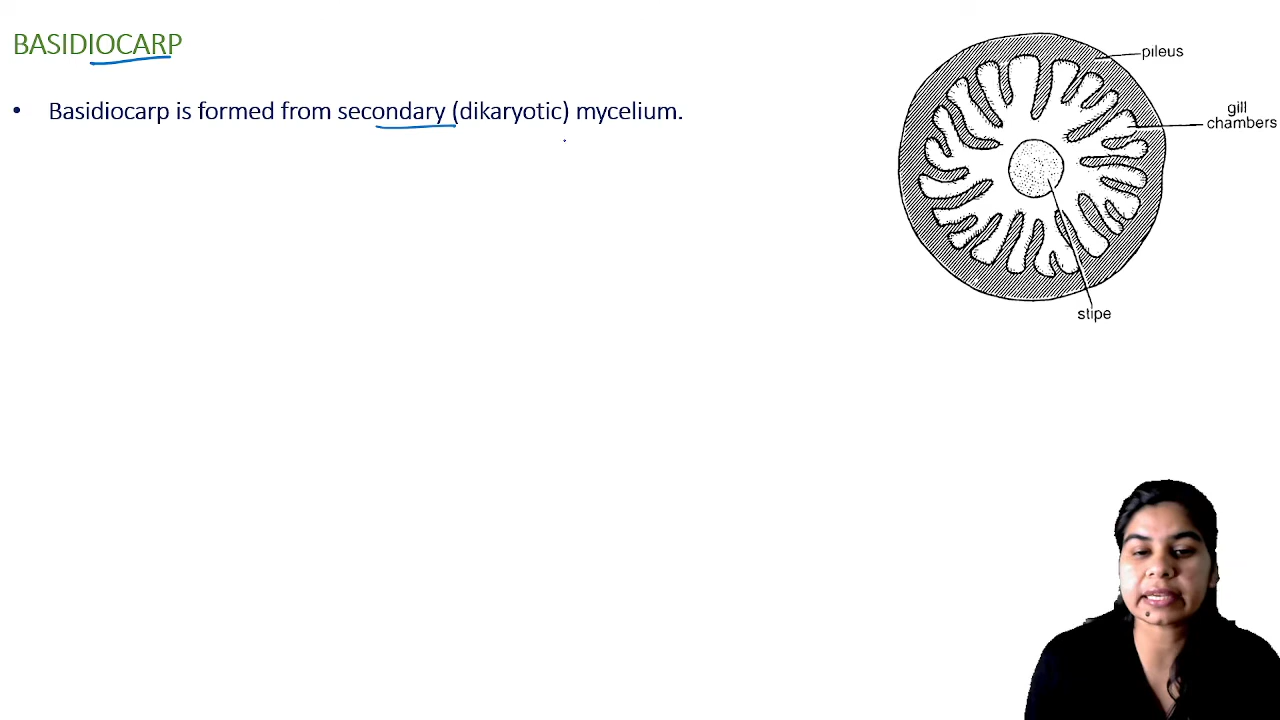 BASIDIOCARP
• Basidiocarp is formed from secondary (dikaryotic) mycelium.
pileus
gill
chambers
stipe